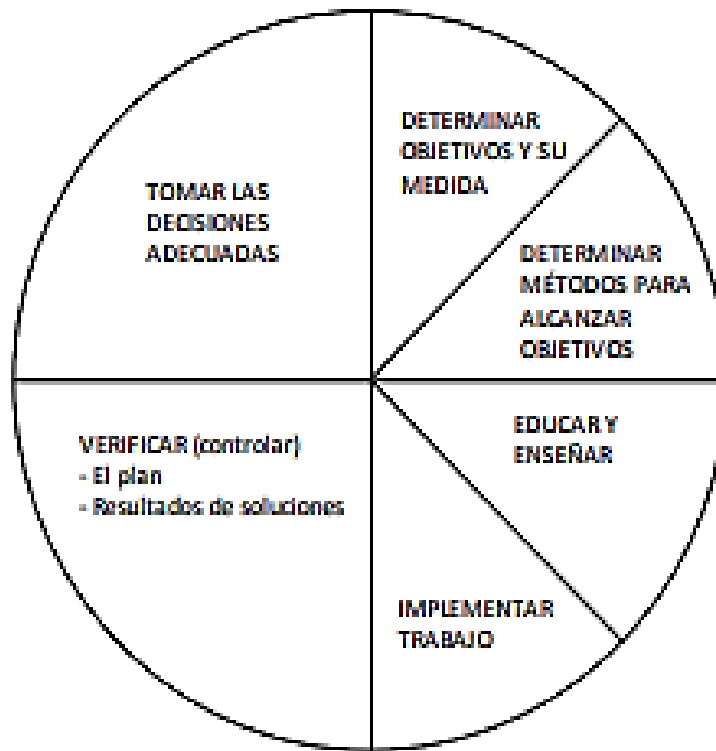 DETERMINAR
OBJETIVOS Y SU
MEDIDA
DETERMINAR
MÉTODOS PARA
ALCANZAR
OBJETIVOS
EDUCAR Y
ENSEÑAR
IMPLEMENTAR
TRABAJO
VERIFICAR (controlar)
- El plan
- Resultados de soluciones
TOMAR LAS
DECISIONES
ADECUADAS